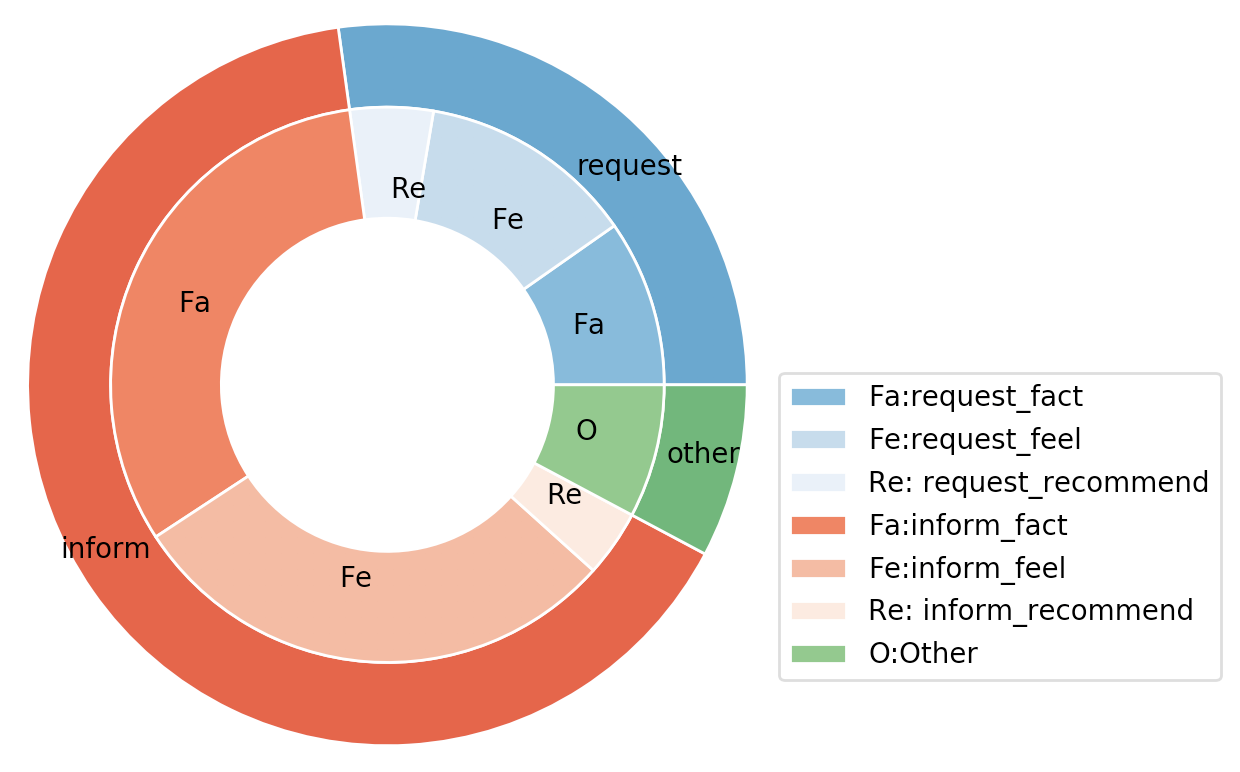 request
Re
Fe
Fa
Fa
O
other
Re
inform
Fe
Fa:request_fact
Fe:request_feel
Re: request_recommend
Fa:inform_fact
Fe:inform_feel
Re: inform_recommend
O:Other